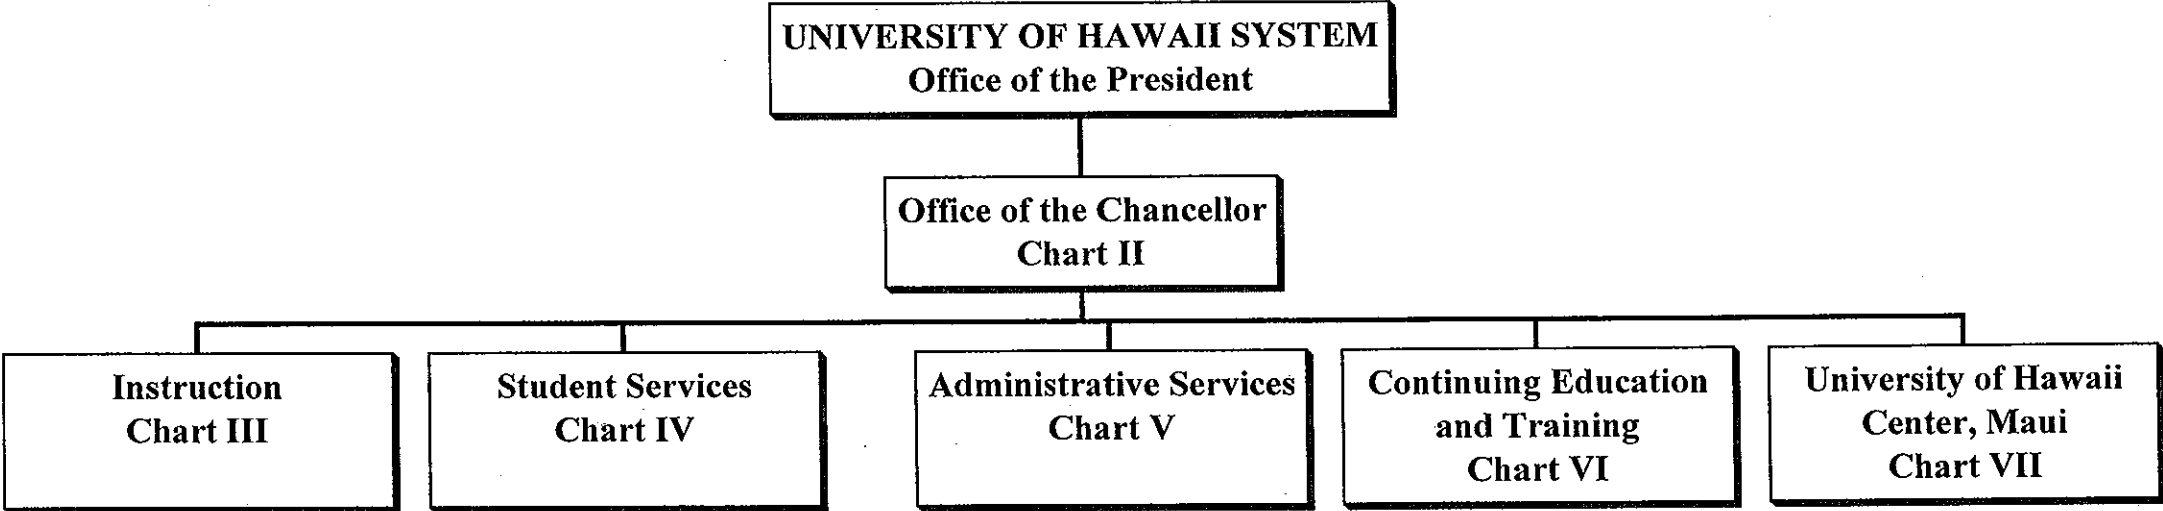 UNIVERSITY OF HAWAII SYSTEM
Office of the President
Office of the Chancellor
Chart II
Instruction
Chart III
Student Services
Chart IV
Administrative Services
Chart V
Continuing Education
and Training
Chart VI
University of Hawaii
Center, Maui
Chart VII